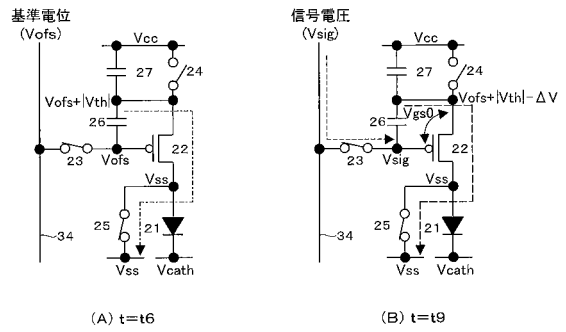 基準電位
(Vofs)
Vcc
27
24
Vofs+|Vth|
26
23
Vofs
22
Vss
25
21
34
Vss
Vcath
(A) t=t6
信号電圧
(Vsig)
Vcc
27
24
Vofs+|Vth|-ΔV
26
Vgs0
23
Vsig
22
Vss
25
21
34
Vss
Vcath
(B) t=t9